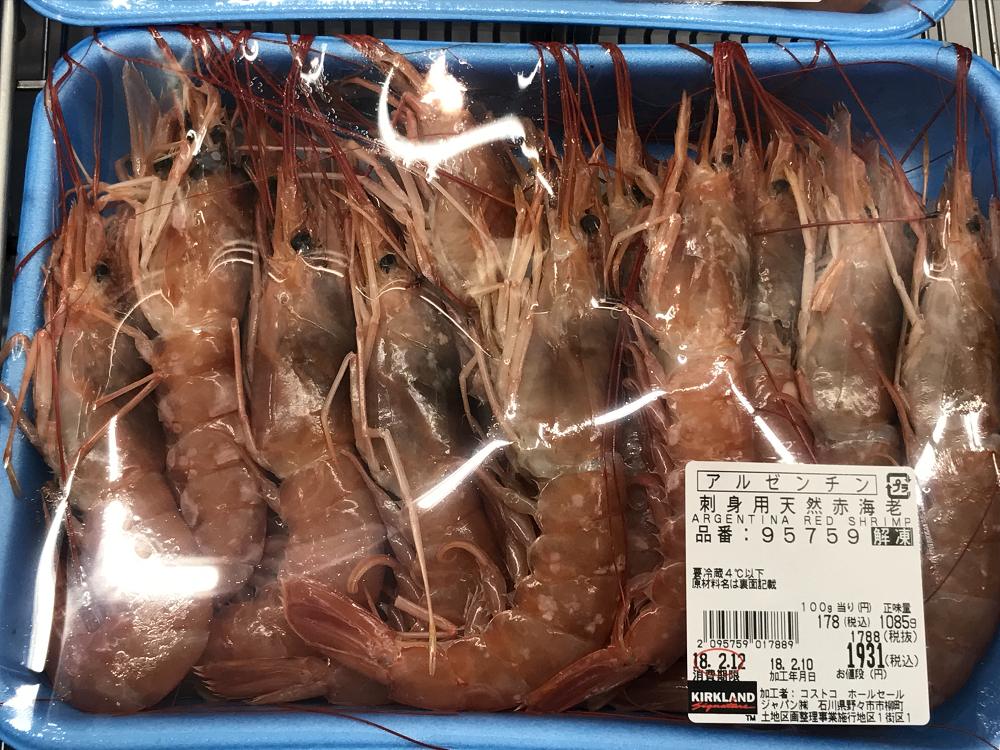 アルゼンチン
プラ
刺身用天然赤海老
ARGENTINA RED SHRIMP
品番:95759 解凍
要冷蔵4℃以下
原材料名は裏面記載
100g当り(円) 正味量
178(税込) 1085g
1788(税抜)
2 095759 017889
1931(税込)
18. 2.12 18. 2.10
消費期限 加工年月日 お値段(円)
KIRKLAND
Signature
TM
加工者:コストコ ホールセール
ジャパン㈱ 石川県野々市市柳町
土地区画整理事業施行地区1街区1